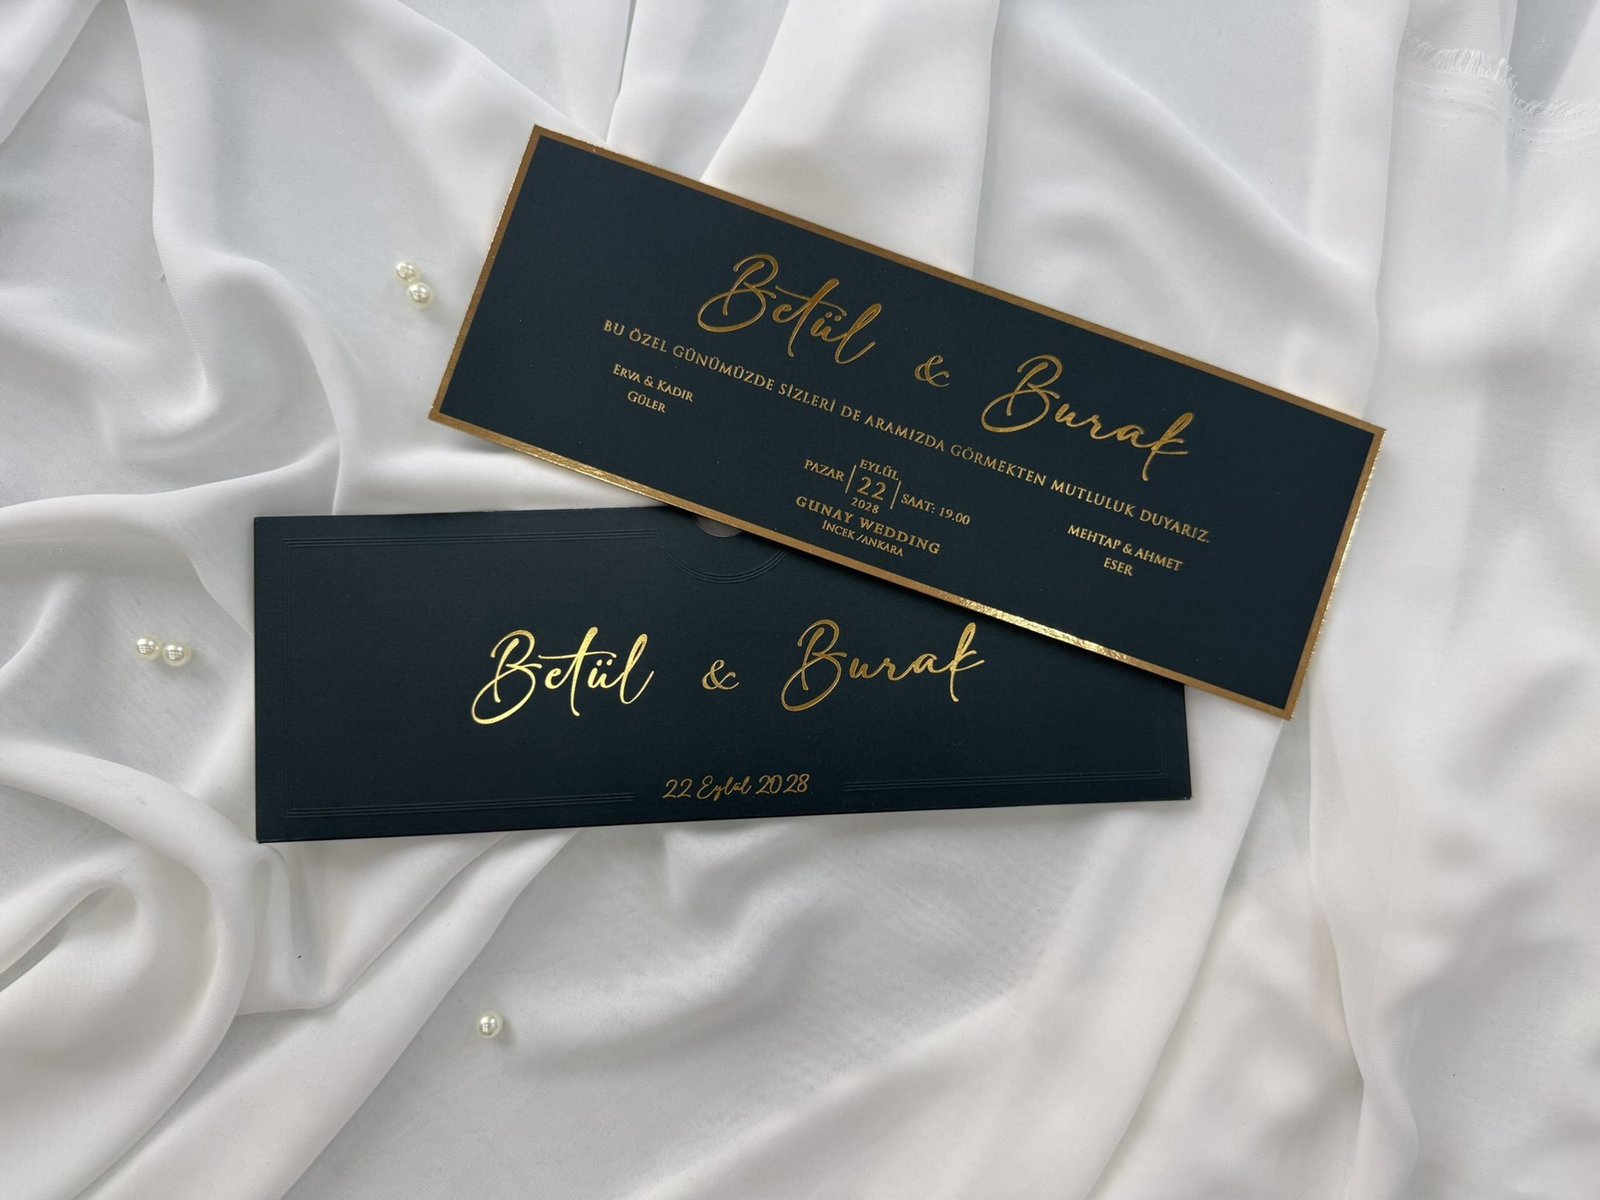 Betül & Burak
BU ÖZEL GÜNÜMÜZDE SİZLERİ DE ARAMIZDA GÖRMEKTEN MUTLULUK DUYARIZ.
ERVA & KADIR
GÜLER
PAZAR
EYLÜL
22
2028
SAAT: 19.00
GUNAY WEDDING
İNCEK /ANKARA
MEHTAP & AHMET
ESER
Betül & Burak
22 Eylül 2028